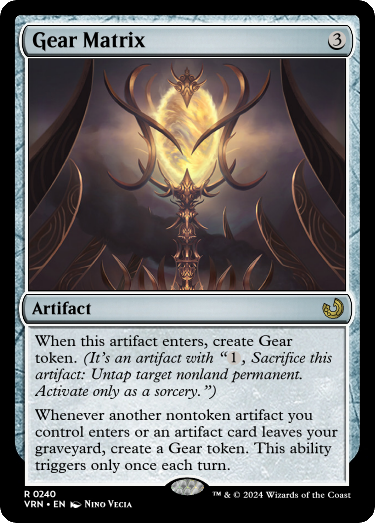 Gear Matrix 3
Artifact
When this artifact enters, create Gear
token. (It's an artifact with “1, Sacrifice this
artifact: Untap target nonland permanent.
Activate only as a sorcery.”)
Whenever another nontoken artifact you
control enters or an artifact card leaves your
graveyard, create a Gear token. This ability
triggers only once each turn.
R 0240
VRN • EN Nino Vecia
™ & © 2024 Wizards of the Coast